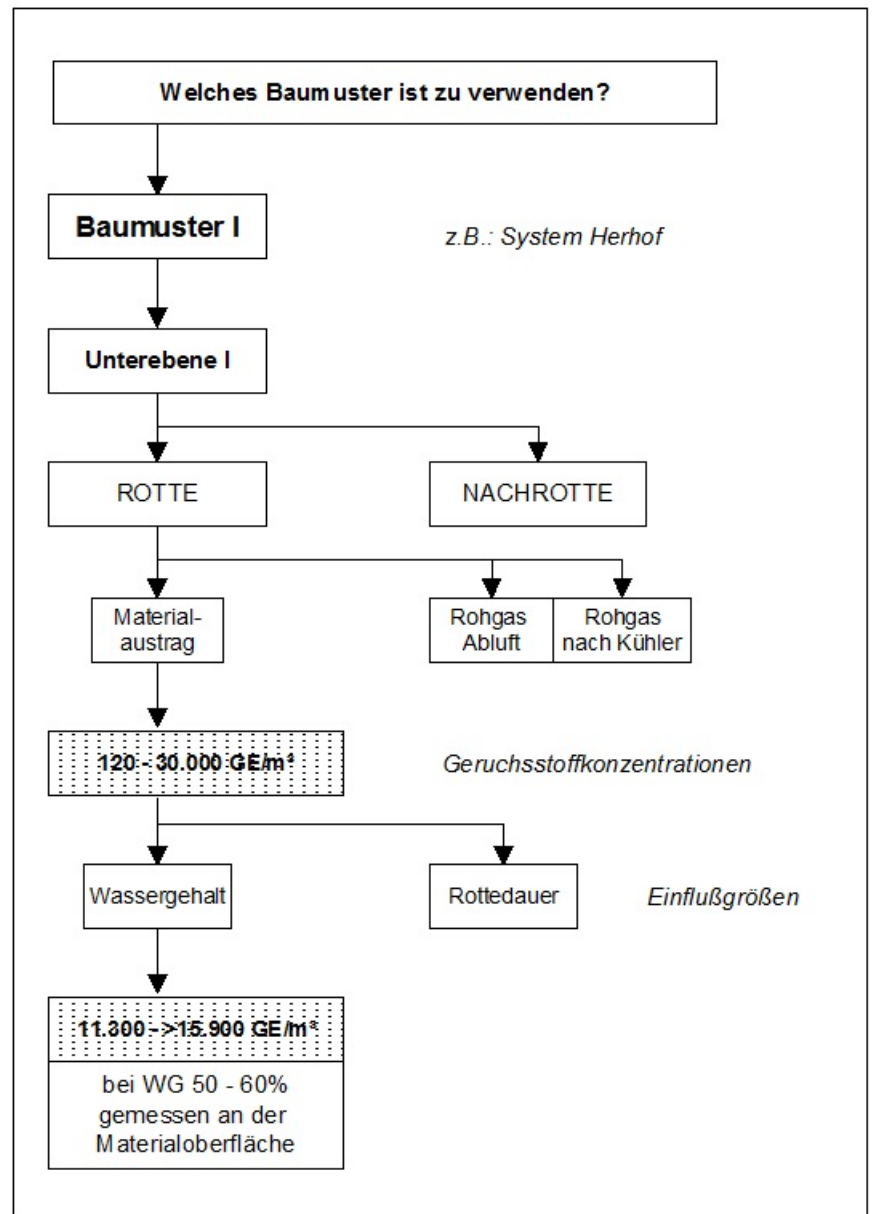 Welches Baumuster ist zu verwenden?
Baumuster I
z.B.: System Herhof
Unterebene I
ROTTE
NACHROTTE
Material-
austrag
Rohgas
Abluft
Rohgas
nach Kühler
120 - 30.000 GE/m³
Geruchsstoffkonzentrationen
Wassergehalt
Rottedauer
Einflußgrößen
11.300 - >15.900 GE/m³
bei WG 50 - 60%
gemessen an der
Materialoberfläche